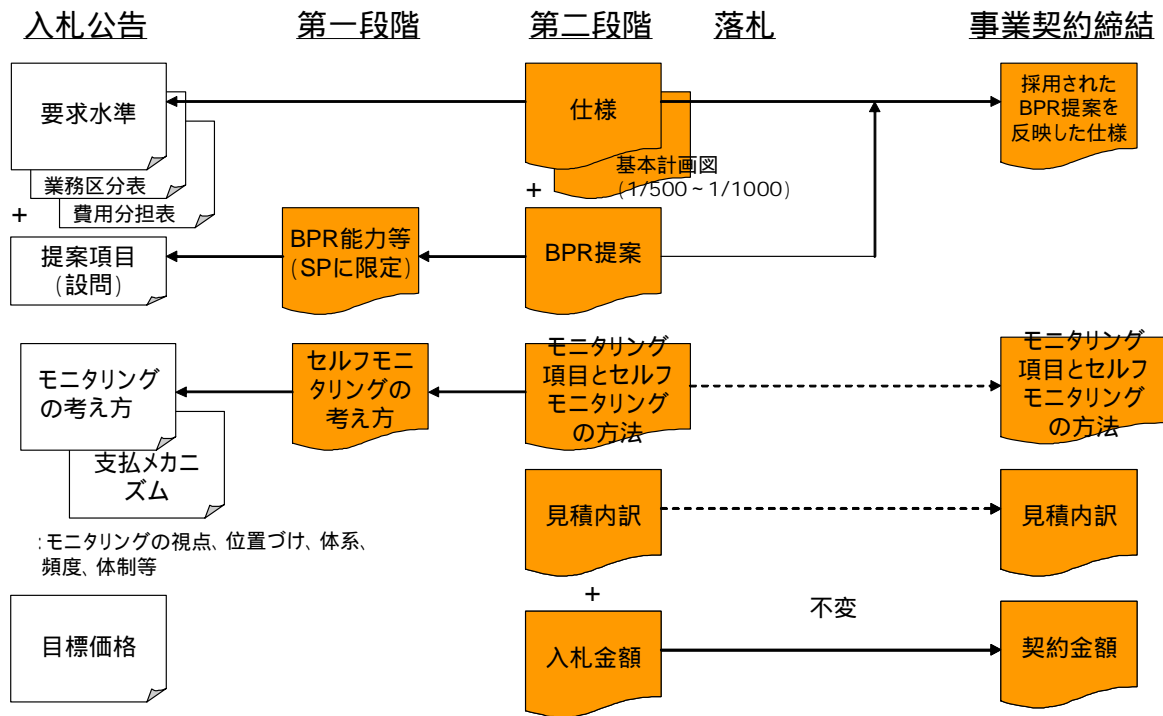 入札公告
第一段階
第二段階
落札
事業契約締結
要求水準
業務区分表
費用分担表
+
提案項目
(設問)
BPR能力等
(SPに限定)
仕様
基本計画図
(1/500~1/1000)
+
BPR提案
採用された
BPR提案を
反映した仕様
モニタリング
の考え方
支払メカニ
ズム
:モニタリングの視点、位置づけ、体系、
頻度、体制等
セルフモニ
タリングの
考え方
モニタリング
項目とセルフ
モニタリング
の方法
モニタリング
項目とセルフ
モニタリング
の方法
見積内訳
見積内訳
+
目標価格
入札金額
不変
契約金額